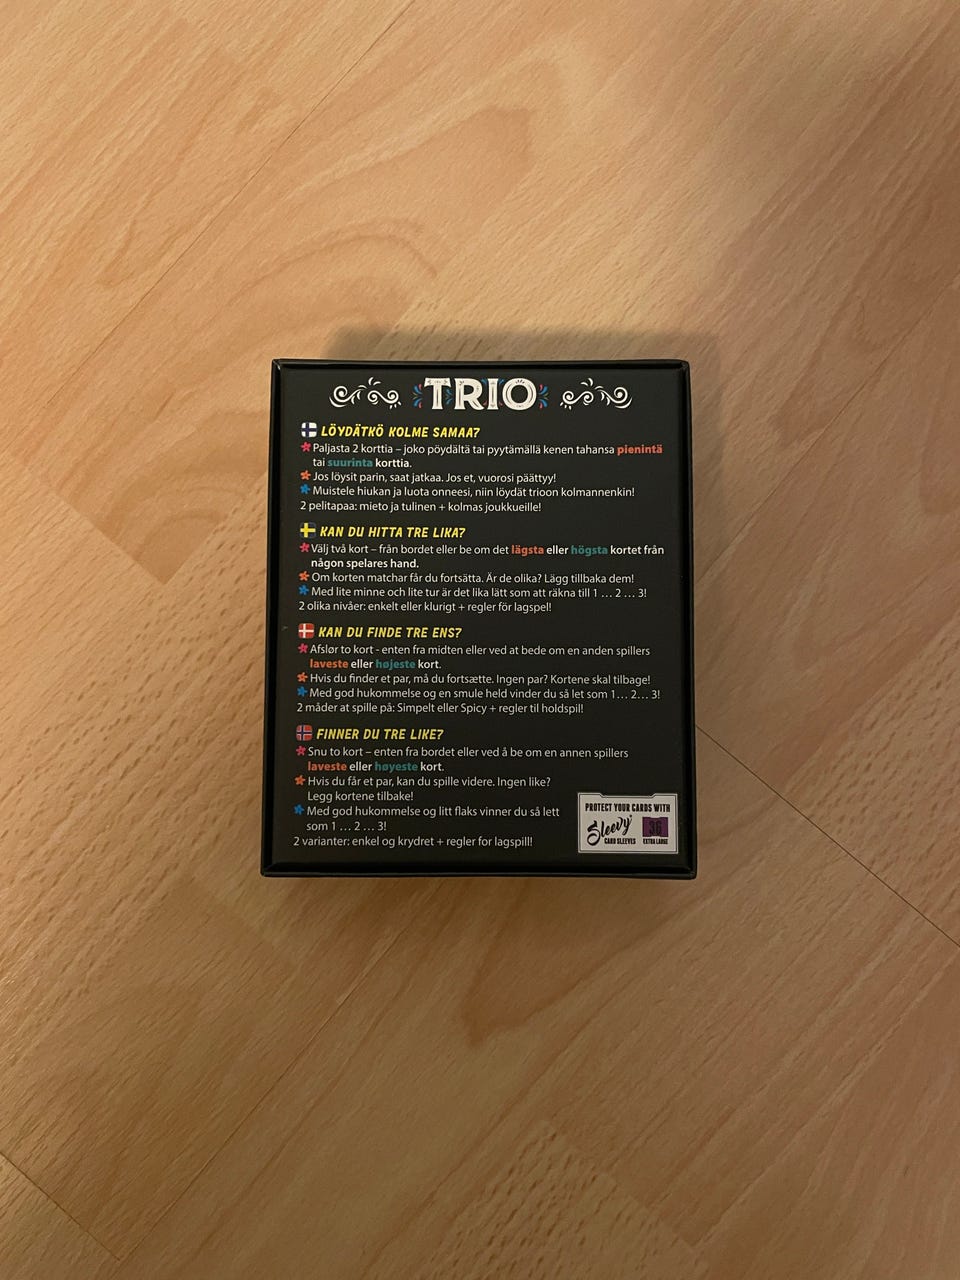 TRIO
LÖYDÄTKÖ KOLME SAMAA?
Paljasta 2 korttia – joko pöydältä tai pyytämällä kenen tahansa pienintä
tai suurinta korttia.
Jos löysit parin, saat jatkaa. Jos et, vuorosi päättyy!
Muistele hiukan ja luota onneesi, niin löydät trioon kolmannenkin!
2 pelitapaa: mieto ja tulinen + kolmas joukkueille!
KAN DU HITTA TRE LIKA?
Välj två kort – från bordet eller be om det lägsta eller högsta kortet från
någon spelares hand.
Om korten matchar får du fortsätta. Är de olika? Lägg tillbaka dem!
Med lite minne och lite tur är det lika lätt som att räkna till 1 ... 2 ... 3!
2 olika nivåer: enkelt eller klurigt + regler för lagspel!
KAN DU FINDE TRE ENS?
Afslør to kort - enten fra midten eller ved at bede om en anden spillers
laveste eller højeste kort.
Hvis du finder et par, må du fortsætte. Ingen par? Kortene skal tilbage!
Med god hukommelse og en smule held vinder du så let som 1... 2... 3!
2 måder at spille på: Simpelt eller Spicy + regler til holdspil!
FINNER DU TRE LIKE?
Snu to kort – enten fra bordet eller ved å be om en annen spillers
laveste eller høyeste kort.
Hvis du får et par, kan du spille videre. Ingen like?
Legg kortene tilbake!
Med god hukommelse og litt flaks vinner du så lett
som 1 ... 2 ... 3!
2 varianter: enkel og krydret + regler for lagspill!
PROTECT YOUR CARDS WITH
Sleevy
CARD SLEEVES
36
EXTRA LARGE